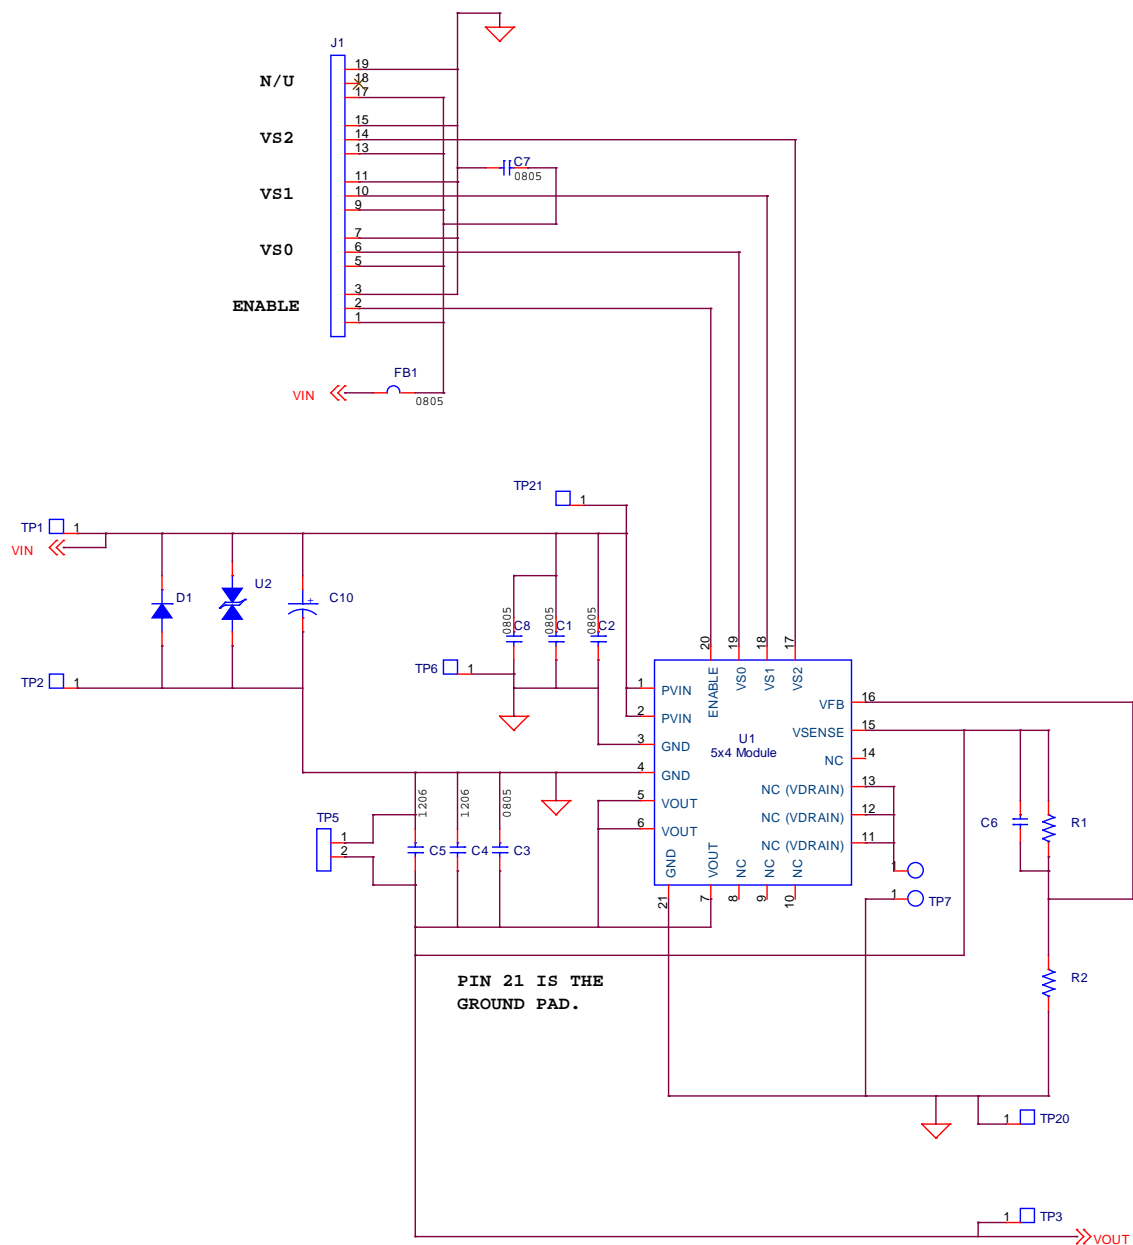 J1
19
N/U
18
17
15
VS2
14
13
C7
0805
11
VS1
10
9
7
VS0
6
5
3
ENABLE
2
1
FB1
VIN
0805
TP21
1
TP1
1
VIN
D1
U2
C10
0805
C8
0805
C1
0805
C2
20
19
18
17
TP6
1
TP2
1
1
PVIN
2
PVIN
3
GND
4
GND
5
VOUT
6
VOUT
ENABLE
VS0
VS1
VS2
U1
5x4 Module
VFB
16
VSENSE
15
NC
14
NC (VDRAIN)
13
NC (VDRAIN)
12
NC (VDRAIN)
11
GND
VOUT
NC
NC
NC
21
7
8
9
10
1206
1206
0805
TP5
1
2
C5
C4
C3
C6
R1
1
1
TP7
R2
PIN 21 IS THE
GROUND PAD.
1
TP20
1
TP3
VOUT